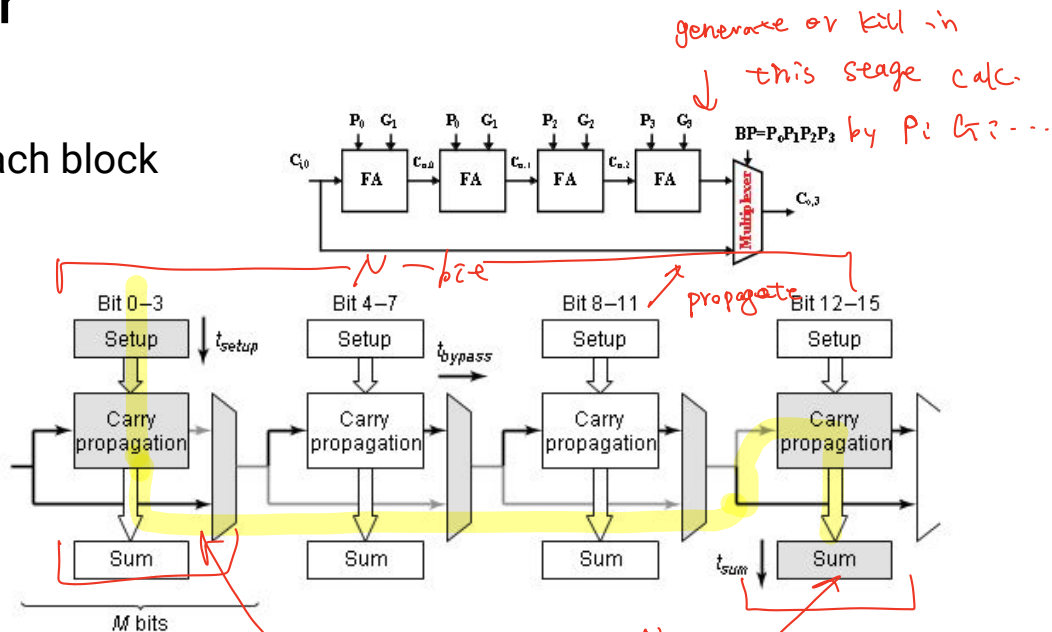 r
generate or kill in
this stage calc.
by Pi Gi ...
ach block
P₀ G₁ P₀ G₁ P₂ G₂ P₃ G₃
BP=P₀P₁P₂P₃
Cᵢ,₀ FA Cₒ,₀ FA Cₒ,₁ FA Cₒ,₂ FA Multiplexer Cₒ,₃
N-bit
propagate
Bit 0–3 Bit 4–7 Bit 8–11 Bit 12–15
Setup tsetup Setup tbypass Setup Setup
Carry propagation Carry propagation Carry propagation Carry propagation
Sum Sum Sum tsum Sum
M bits